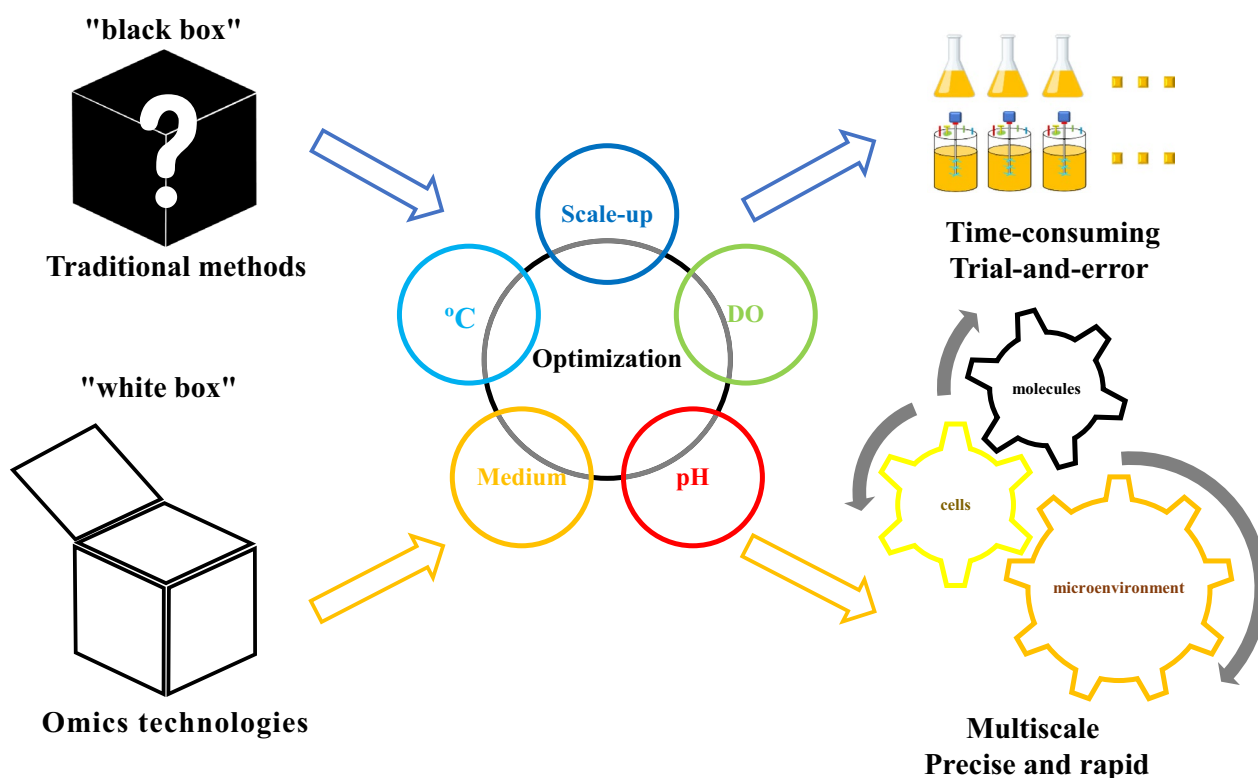 "black box"
?
Traditional methods
"white box"
Omics technologies
Scale-up
ºC
DO
Optimization
Medium
pH
Time-consuming
Trial-and-error
molecules
cells
microenvironment
Multiscale
Precise and rapid